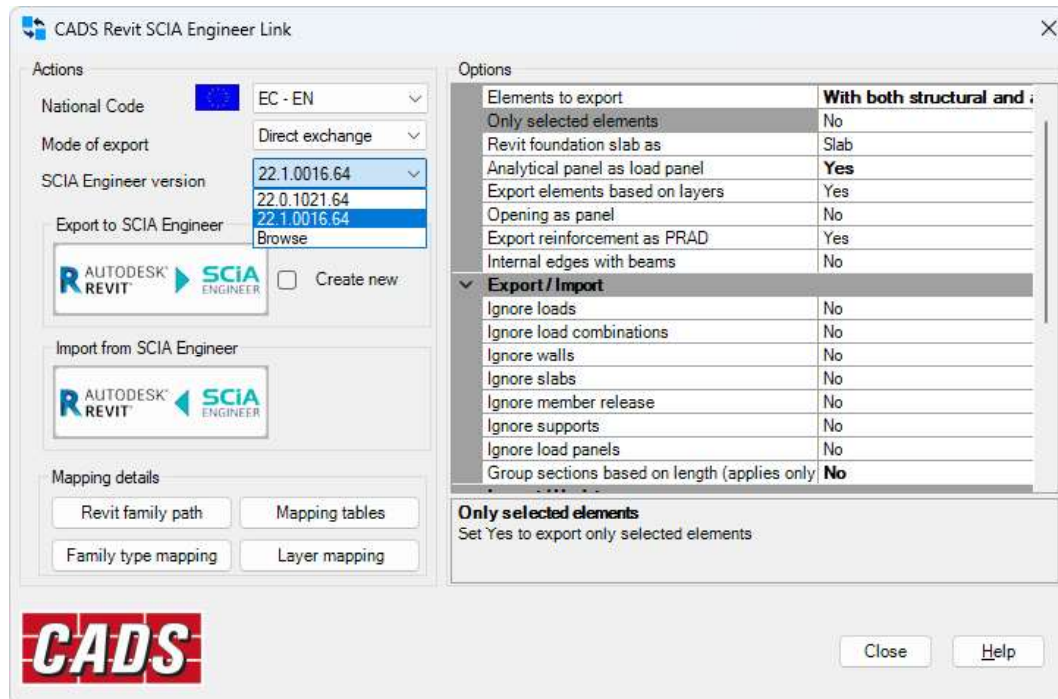 CADS Revit SCIA Engineer Link
Actions
National Code
EC - EN
Mode of export
Direct exchange
SCIA Engineer version
22.1.0016.64
22.0.1021.64
22.1.0016.64
Browse
Export to SCIA Engineer
AUTODESK® REVIT®
SCiA ENGINEER
Create new
Import from SCIA Engineer
AUTODESK® REVIT®
SCiA ENGINEER
Mapping details
Revit family path
Mapping tables
Family type mapping
Layer mapping
Options
Elements to export With both structural and
Only selected elements No
Revit foundation slab as Slab
Analytical panel as load panel Yes
Export elements based on layers Yes
Opening as panel No
Export reinforcement as PRAD Yes
Internal edges with beams No
Export / Import
Ignore loads No
Ignore load combinations No
Ignore walls No
Ignore slabs No
Ignore member release No
Ignore supports No
Ignore load panels No
Group sections based on length (applies only No
Only selected elements
Set Yes to export only selected elements
CADS
Close
Help